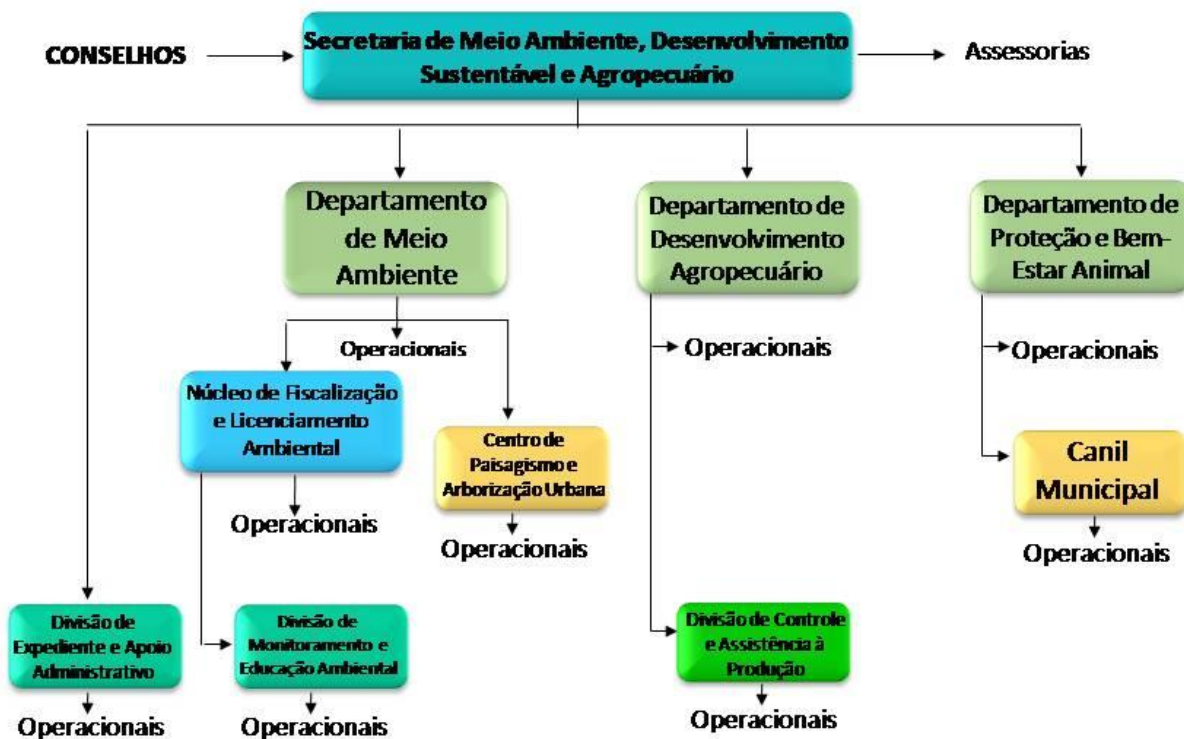 CONSELHOS
Secretaria de Meio Ambiente, Desenvolvimento
Sustentável e Agropecuário
Assessorias
Departamento
de Meio
Ambiente
Departamento de
Desenvolvimento
Agropecuário
Departamento de
Proteção e Bem-
Estar Animal
Operacionais
Operacionais
Operacionais
Núcleo de Fiscalização
e Licenciamento
Ambiental
Centro de
Paisagismo e
Arborização Urbana
Canil
Municipal
Operacionais
Operacionais
Operacionais
Divisão de
Expediente e Apoio
Administrativo
Divisão de
Monitoramento e
Educação Ambiental
Divisão de Controle
e Assistência à
Produção
Operacionais
Operacionais
Operacionais